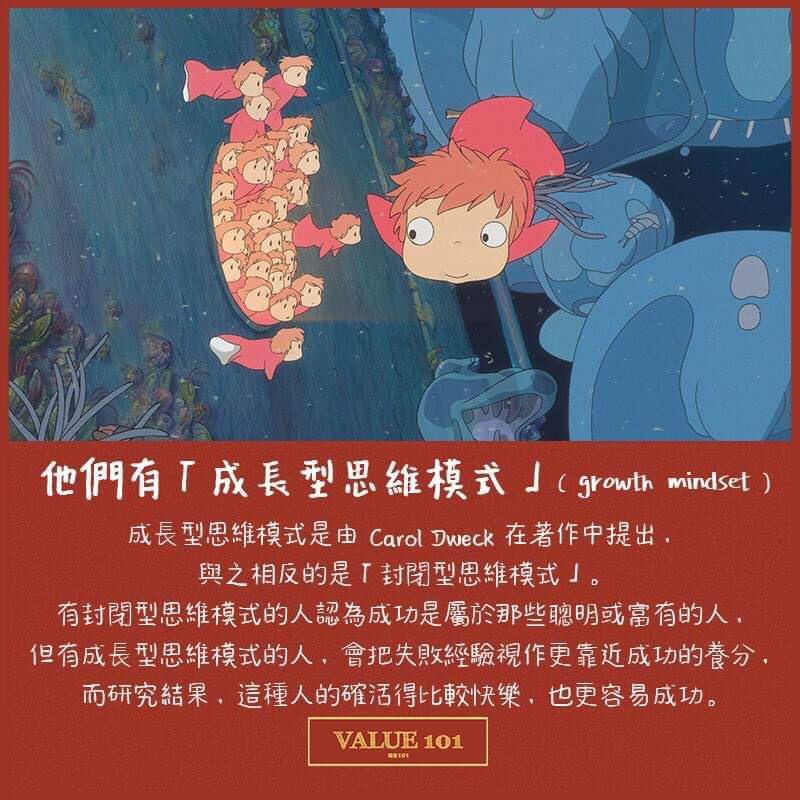 他們有「成長型思維模式」( growth mindset )
成長型思維模式是由 Carol Dweck 在著作中提出，
與之相反的是「封閉型思維模式」。
有封閉型思維模式的人認為成功是屬於那些聰明或富有的人，
但有成長型思維模式的人，會把失敗經驗視作更靠近成功的養分，
而研究結果，這種人的確活得比較快樂，也更容易成功。
VALUE 101